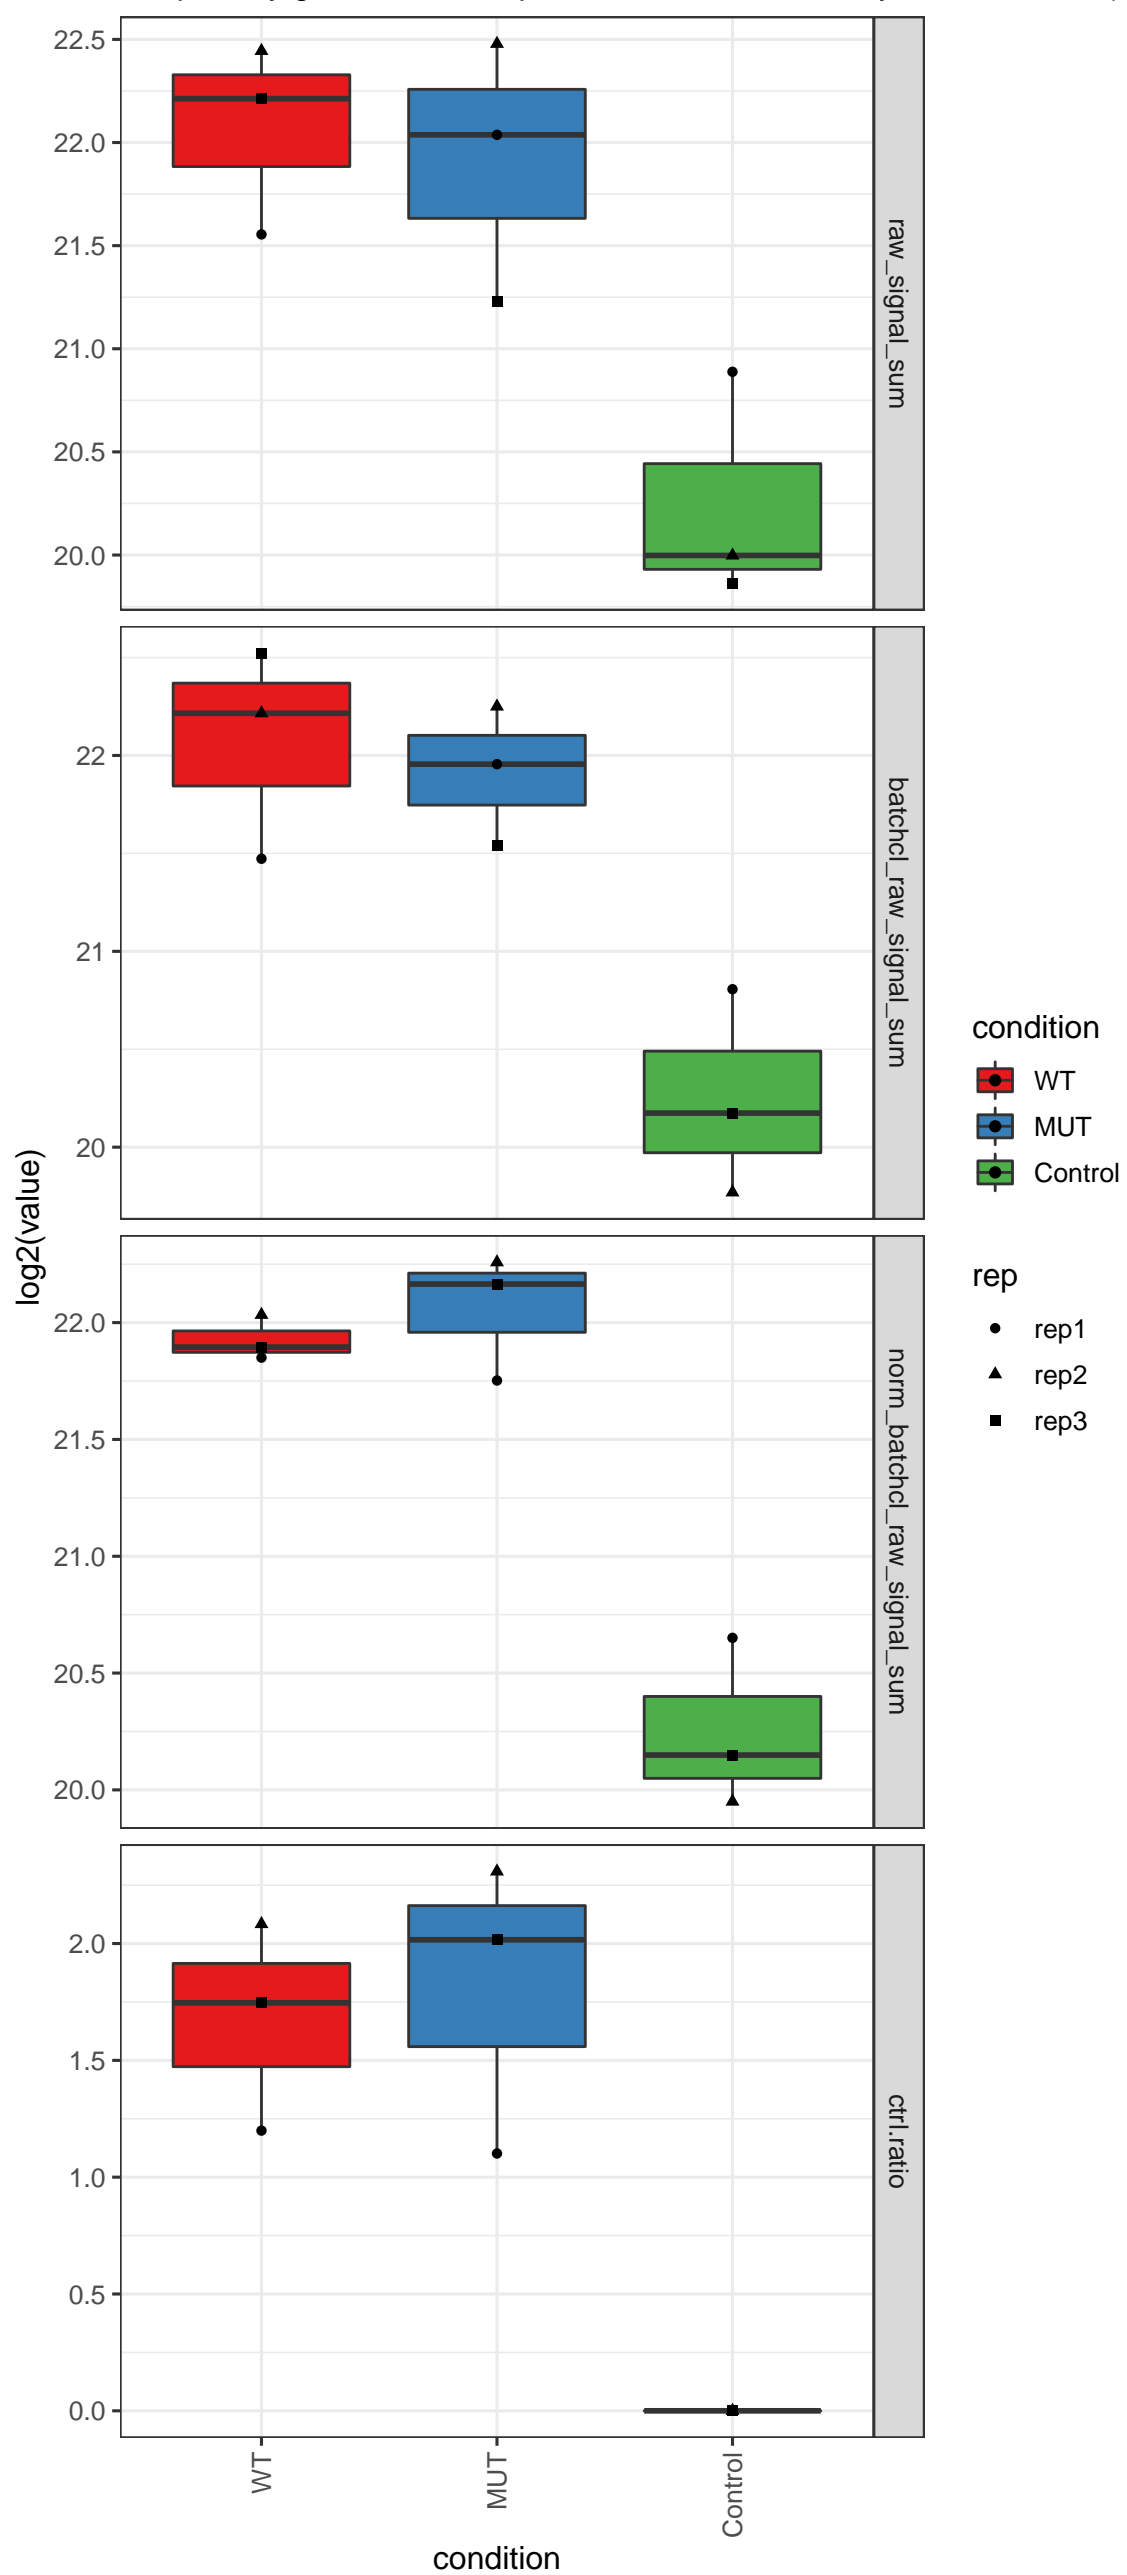 22.5
22.0
21.5
21.0
20.5
20.0
raw_signal_sum
22
21
20
batchcl_raw_signal_sum
22.0
21.5
21.0
20.5
20.0
norm_batchcl_raw_signal_sum
2.0
1.5
1.0
0.5
0.0
ctrl.ratio
WT
MUT
Control
condition
log2(value)
condition
WT
MUT
Control
rep
rep1
rep2
rep3